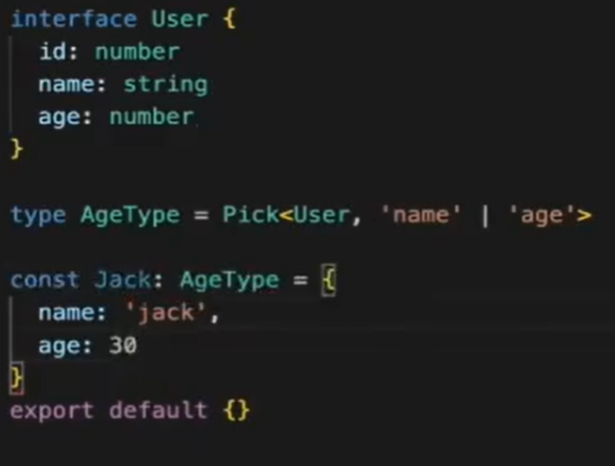 interface User {
id: number
name: string
age: number
}
type AgeType = Pick<User, 'name' | 'age'>
const Jack: AgeType = {
name: 'jack',
age: 30
}
export default {}